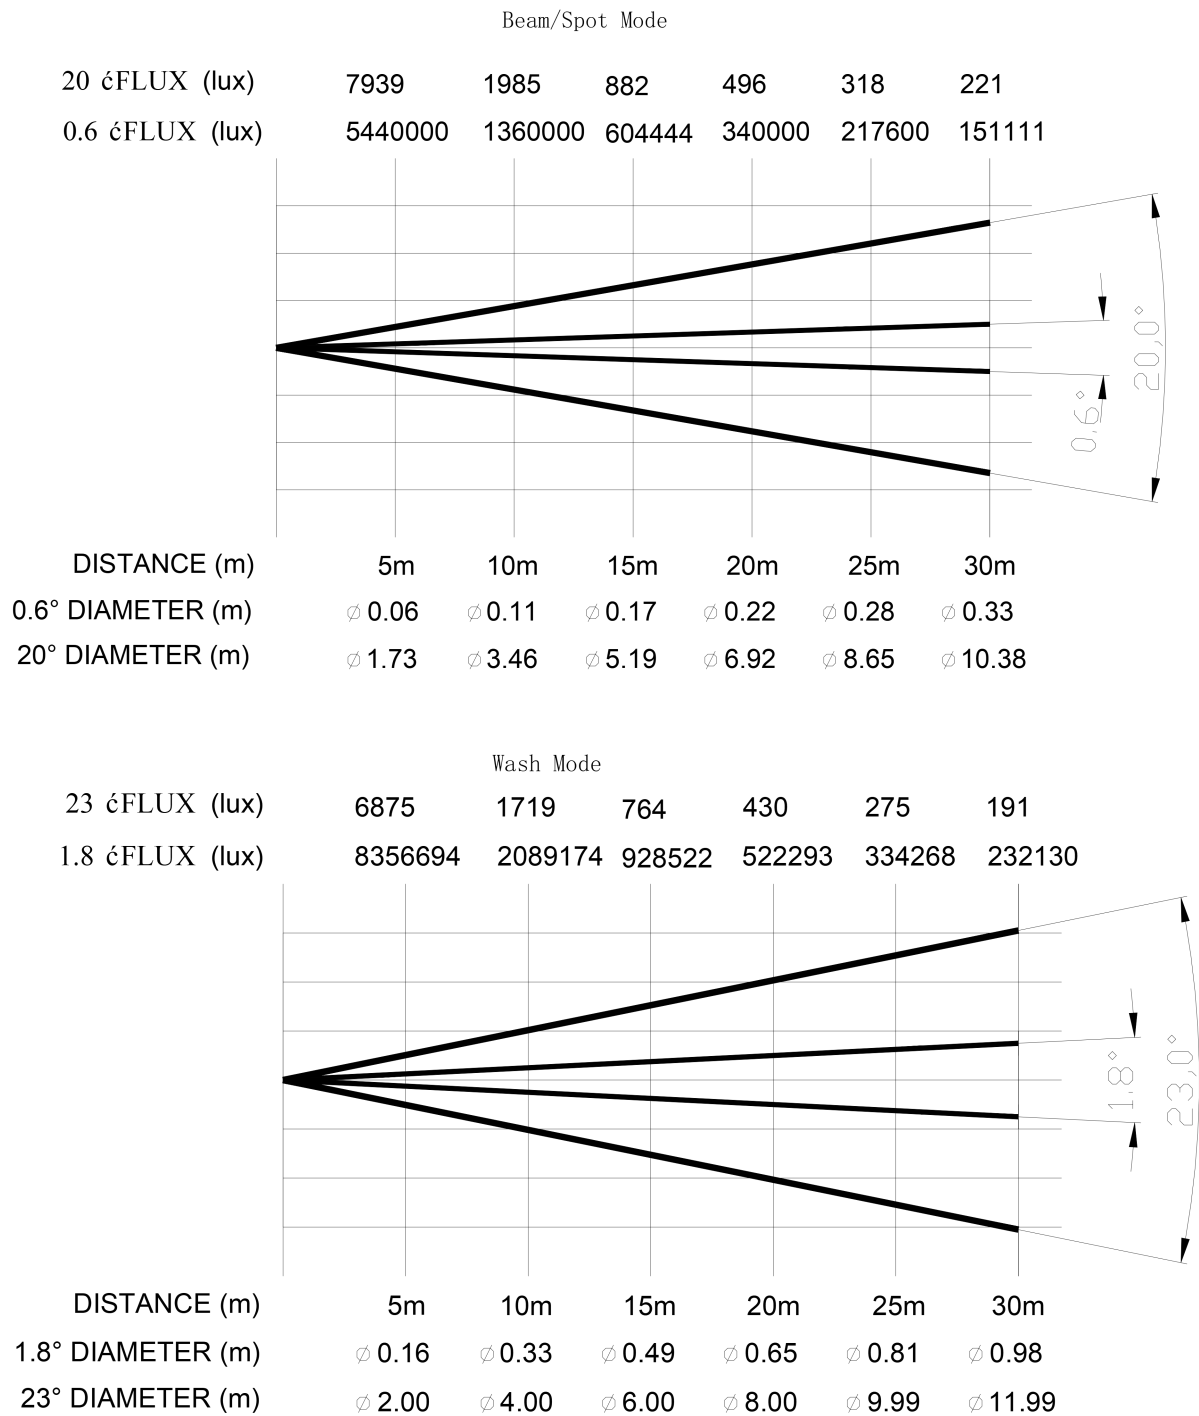 Beam/Spot Mode
20 ćFLUX (lux) 7939 1985 882 496 318 221
0.6 ćFLUX (lux) 5440000 1360000 604444 340000 217600 151111
20,0°
0,6°
DISTANCE (m) 5m 10m 15m 20m 25m 30m
0.6° DIAMETER (m) ⌀ 0.06 ⌀ 0.11 ⌀ 0.17 ⌀ 0.22 ⌀ 0.28 ⌀ 0.33
20° DIAMETER (m) ⌀ 1.73 ⌀ 3.46 ⌀ 5.19 ⌀ 6.92 ⌀ 8.65 ⌀ 10.38
Wash Mode
23 ćFLUX (lux) 6875 1719 764 430 275 191
1.8 ćFLUX (lux) 8356694 2089174 928522 522293 334268 232130
1.8°
23,0°
DISTANCE (m) 5m 10m 15m 20m 25m 30m
1.8° DIAMETER (m) ⌀ 0.16 ⌀ 0.33 ⌀ 0.49 ⌀ 0.65 ⌀ 0.81 ⌀ 0.98
23° DIAMETER (m) ⌀ 2.00 ⌀ 4.00 ⌀ 6.00 ⌀ 8.00 ⌀ 9.99 ⌀ 11.99